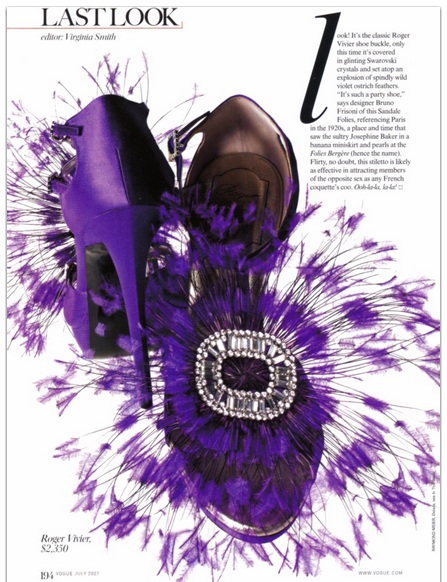 LAST LOOK
editor: Virginia Smith
look! It's the classic Roger
Vivier shoe buckle, only
this time it's covered
in glinting Swarovski
crystals and set atop an
explosion of spindly wild
violet ostrich feathers.
"It's such a party shoe,"
says designer Bruno
Frisoni of this Sandale
Folies, referencing Paris
in the 1920s, a place and time that
saw the sultry Josephine Baker in a
banana miniskirt and pearls at the
Folies Bergère (hence the name).
Flirty, no doubt, this stiletto is likely
as effective in attracting members
of the opposite sex as any French
coquette's coo. Ooh-la-la, la-la! □
Roger Vivier,
$2,350
194 VOGUE JULY 2007
WWW.VOGUE.COM